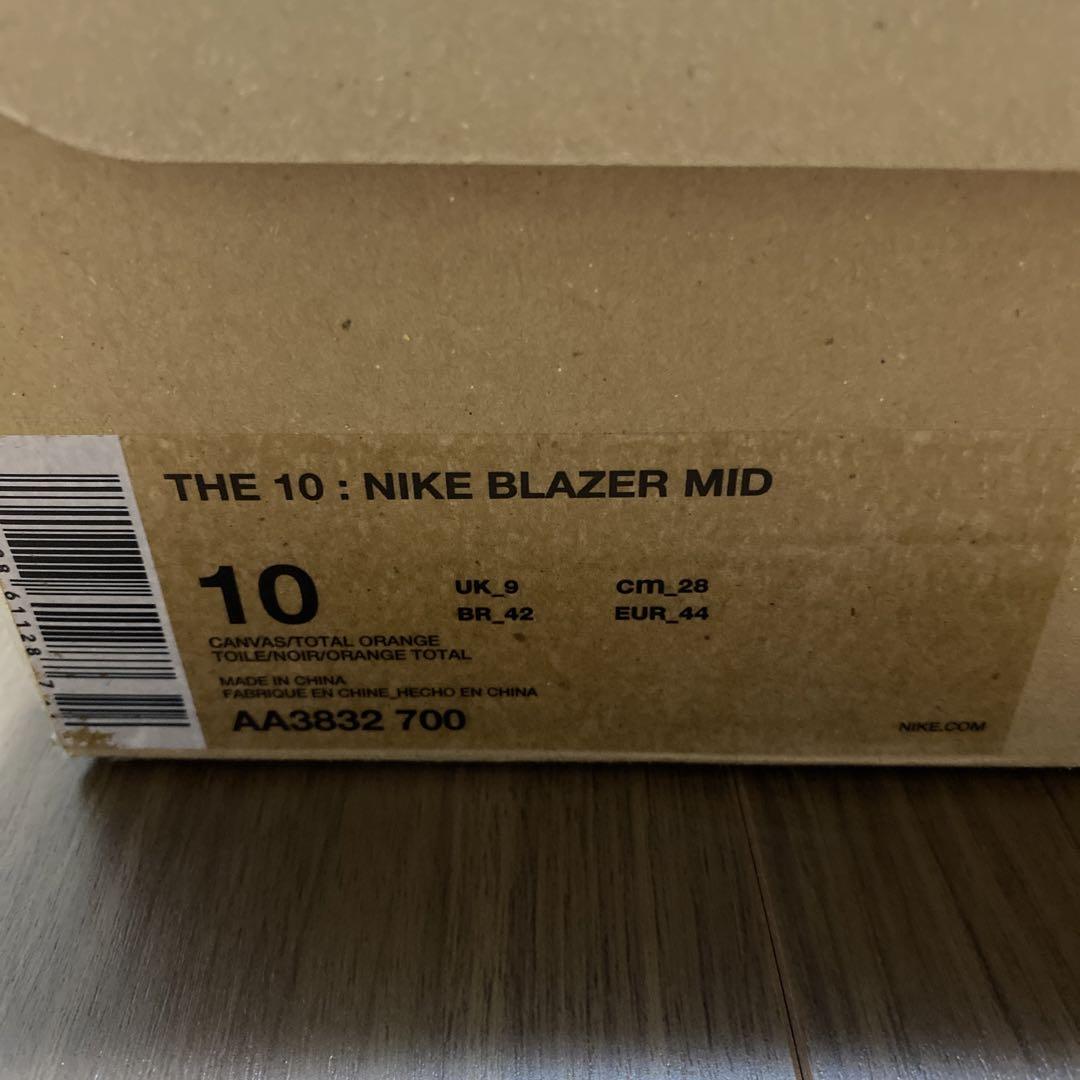 THE 10 : NIKE BLAZER MID
10
UK_9 cm_28
BR_42 EUR_44
CANVAS/TOTAL ORANGE
TOILE/NOIR/ORANGE TOTAL
MADE IN CHINA
FABRIQUE EN CHINE_HECHO EN CHINA
AA3832 700
NIKE.COM